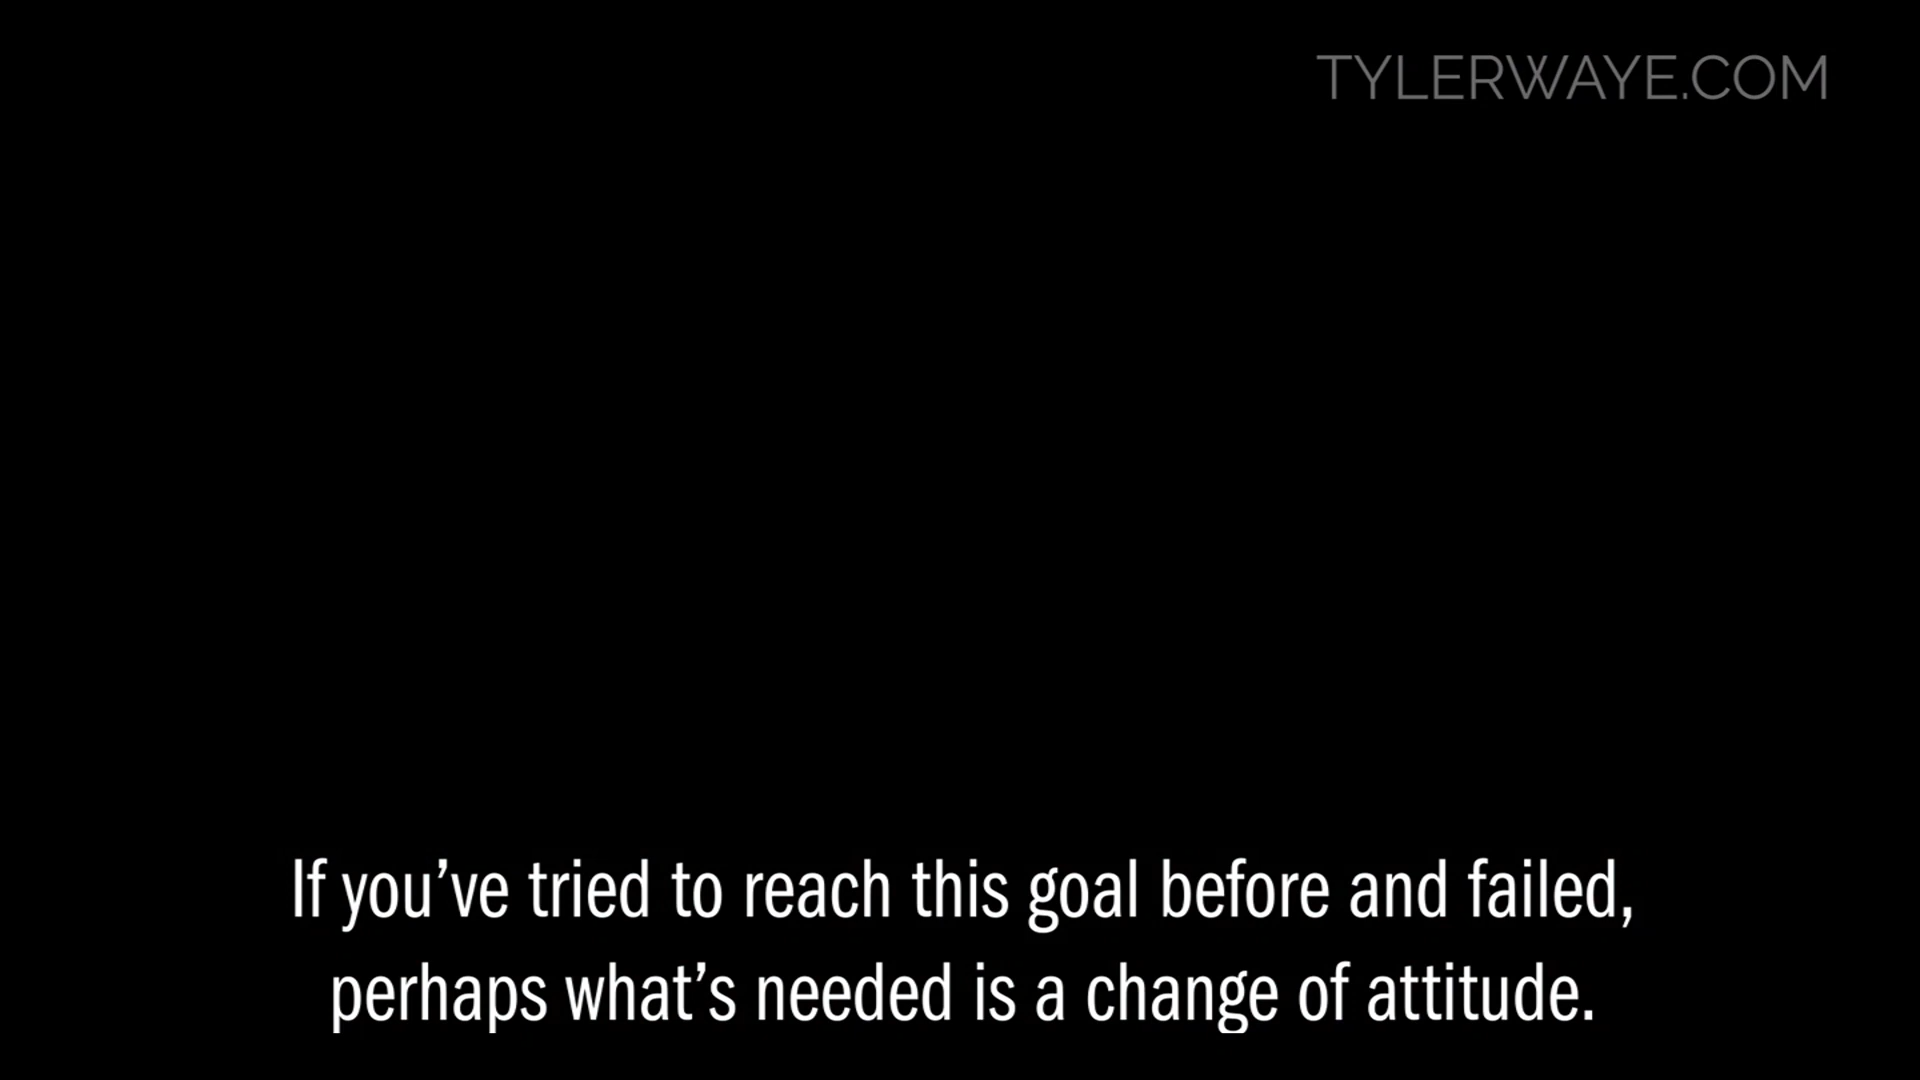 TYLERWAYE.COM
If you’ve tried to reach this goal before and failed,
perhaps what’s needed is a change of attitude.